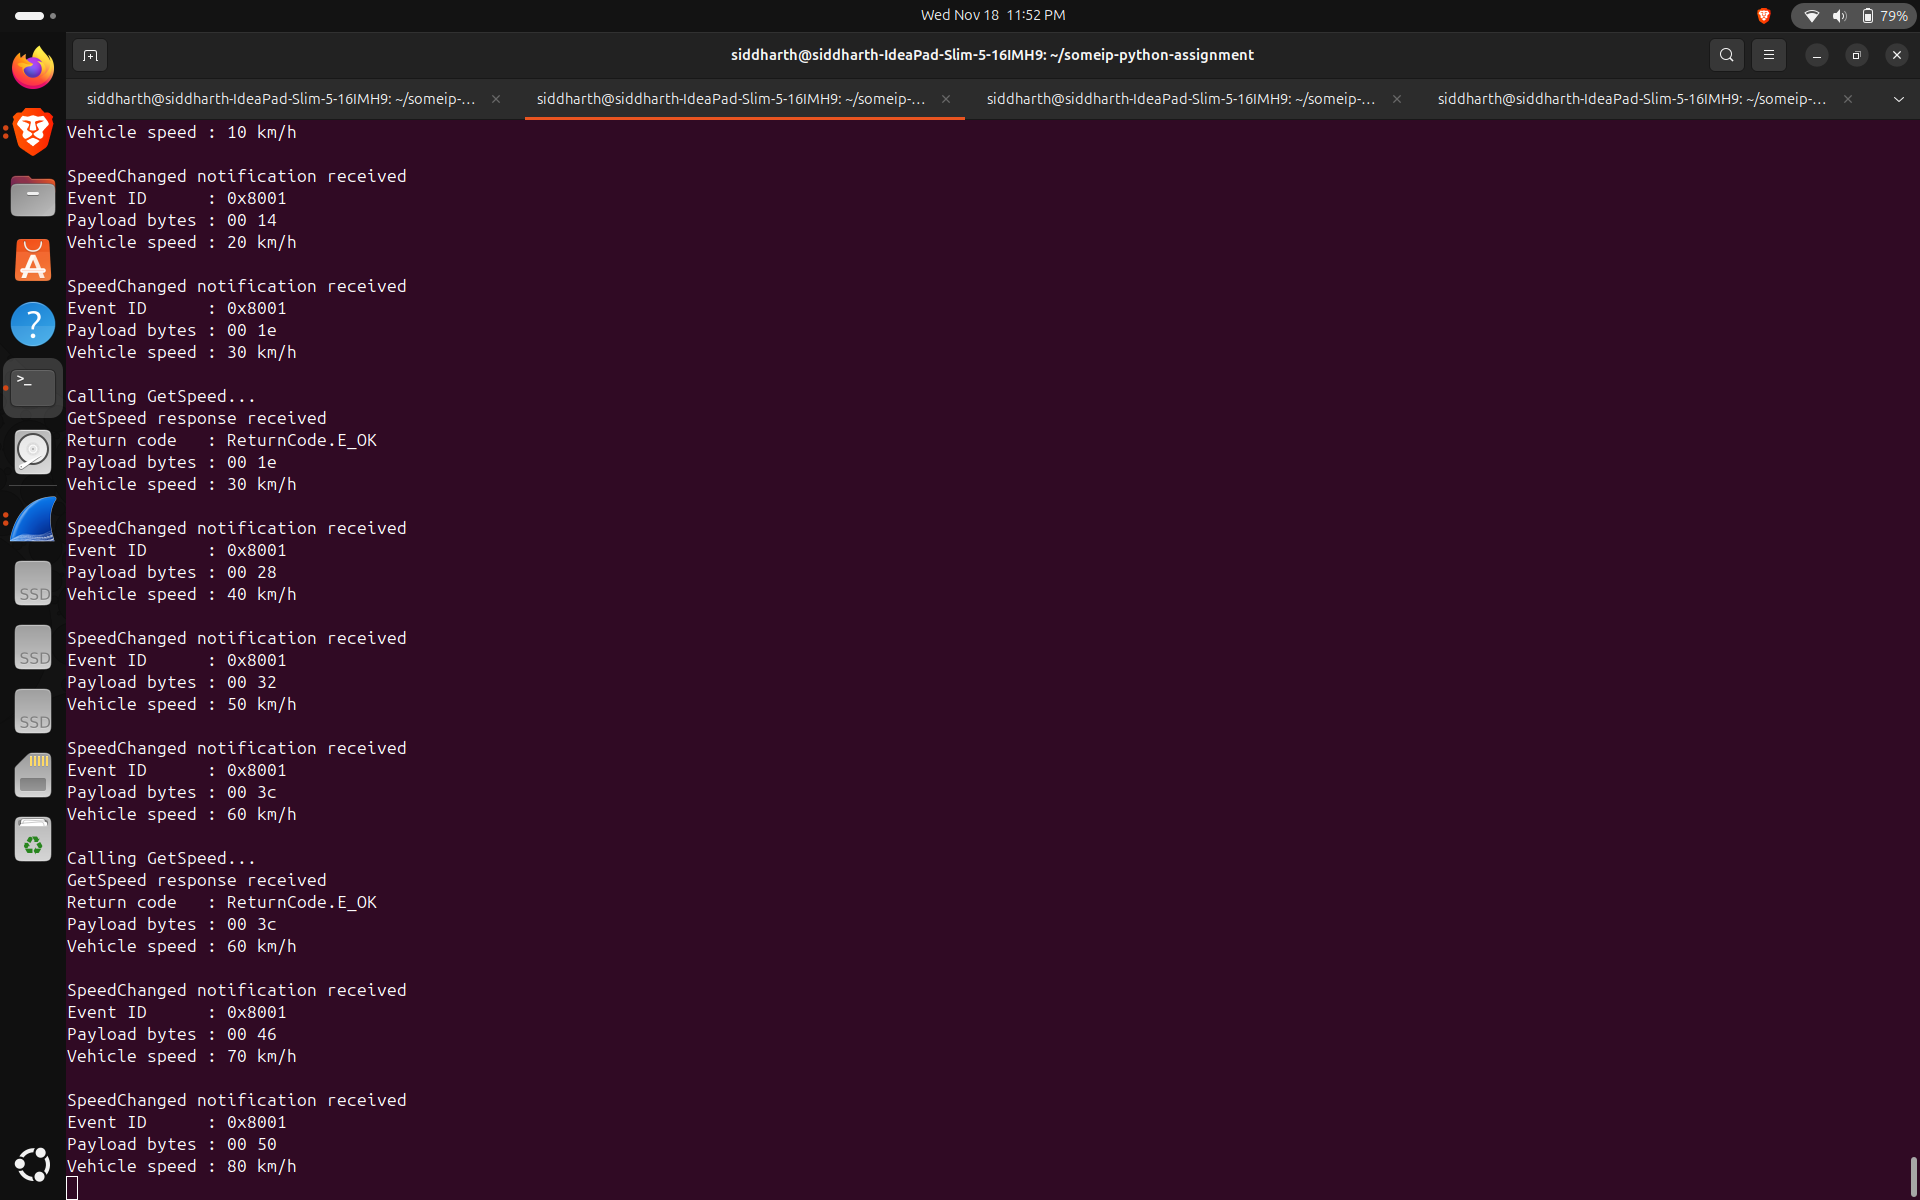 Wed Nov 18  11:52 PM
79%
siddharth@siddharth-IdeaPad-Slim-5-16IMH9: ~/someip-python-assignment
siddharth@siddharth-IdeaPad-Slim-5-16IMH9: ~/someip-...
siddharth@siddharth-IdeaPad-Slim-5-16IMH9: ~/someip-...
siddharth@siddharth-IdeaPad-Slim-5-16IMH9: ~/someip-...
siddharth@siddharth-IdeaPad-Slim-5-16IMH9: ~/someip-...
Vehicle speed : 10 km/h
SpeedChanged notification received
Event ID      : 0x8001
Payload bytes : 00 14
Vehicle speed : 20 km/h
SpeedChanged notification received
Event ID      : 0x8001
Payload bytes : 00 1e
Vehicle speed : 30 km/h
Calling GetSpeed...
GetSpeed response received
Return code   : ReturnCode.E_OK
Payload bytes : 00 1e
Vehicle speed : 30 km/h
SpeedChanged notification received
Event ID      : 0x8001
Payload bytes : 00 28
Vehicle speed : 40 km/h
SpeedChanged notification received
Event ID      : 0x8001
Payload bytes : 00 32
Vehicle speed : 50 km/h
SpeedChanged notification received
Event ID      : 0x8001
Payload bytes : 00 3c
Vehicle speed : 60 km/h
Calling GetSpeed...
GetSpeed response received
Return code   : ReturnCode.E_OK
Payload bytes : 00 3c
Vehicle speed : 60 km/h
SpeedChanged notification received
Event ID      : 0x8001
Payload bytes : 00 46
Vehicle speed : 70 km/h
SpeedChanged notification received
Event ID      : 0x8001
Payload bytes : 00 50
Vehicle speed : 80 km/h
SSD
SSD
SSD